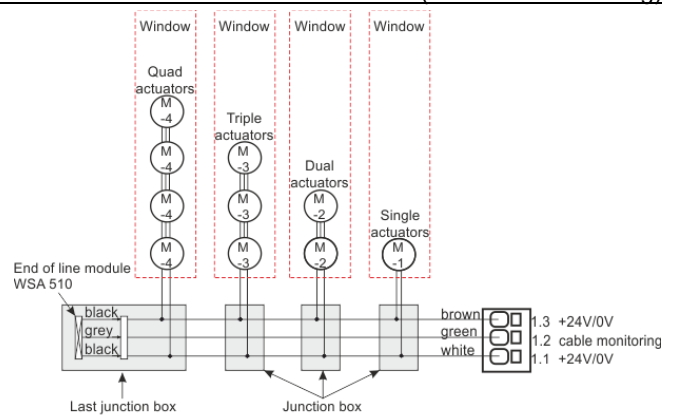 Window
Window
Window
Window
Quad
actuators
M
-4
M
-4
M
-4
M
-4
Triple
actuators
M
-3
M
-3
M
-3
Dual
actuators
M
-2
M
-2
Single
actuators
M
-1
End of line module
WSA 510
black
grey
black
brown
green
white
1.3 +24V/0V
1.2 cable monitoring
1.1 +24V/0V
Last junction box
Junction box